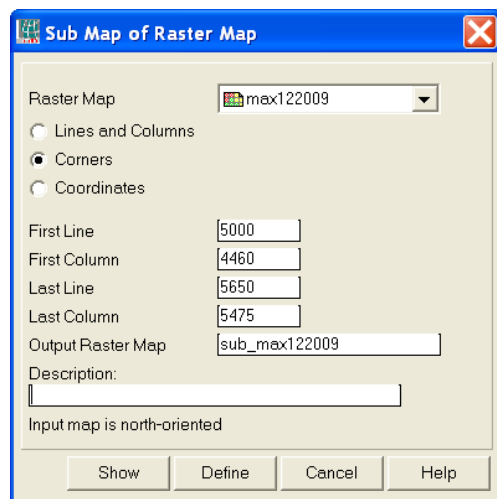 Sub Map of Raster Map
Raster Map max122009
Lines and Columns
Corners
Coordinates
First Line 5000
First Column 4460
Last Line 5650
Last Column 5475
Output Raster Map sub_max122009
Description:
Input map is north-oriented
Show Define Cancel Help